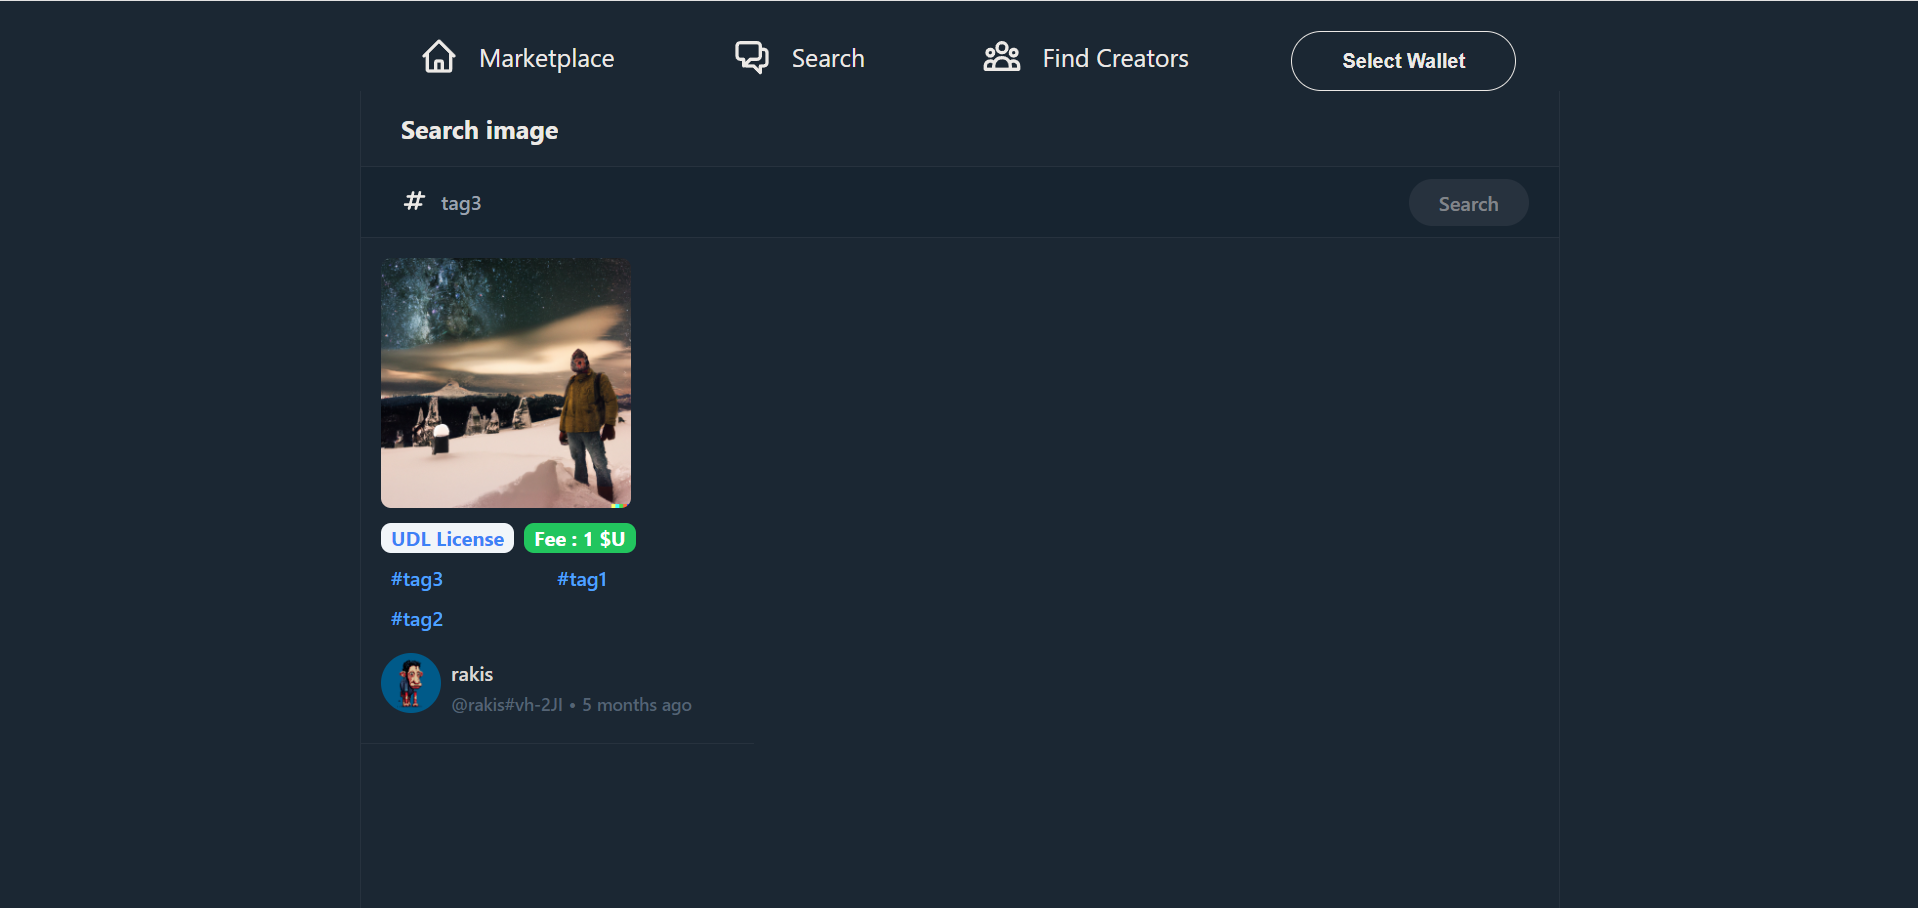 Marketplace
Search
Find Creators
Select Wallet
Search image
# tag3
Search
UDL License
Fee : 1 $U
#tag3
#tag1
#tag2
rakis
@rakis#vh-2JI • 5 months ago